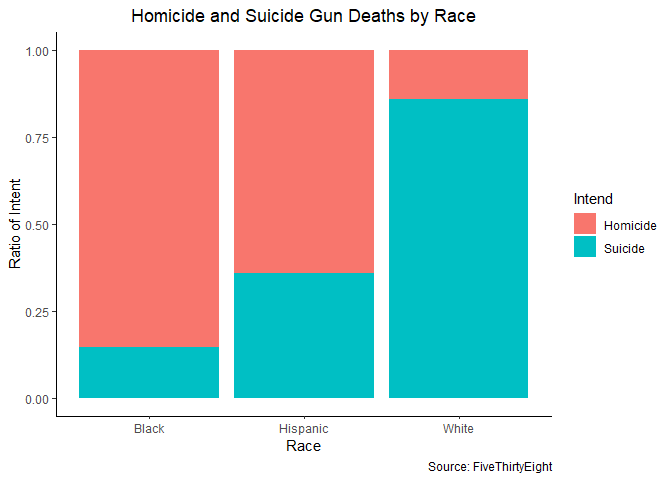 Homicide and Suicide Gun Deaths by Race
1.00
0.75
0.50
0.25
0.00
Ratio of Intent
Black Hispanic White
Race
Intend
Homicide
Suicide
Source: FiveThirtyEight